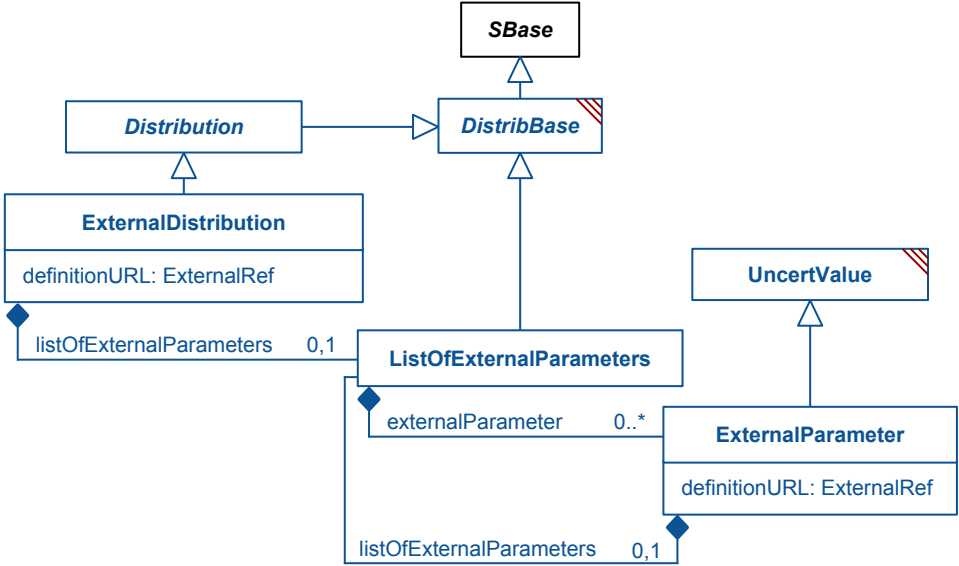 SBase
Distribution
DistribBase
ExternalDistribution
definitionURL: ExternalRef
UncertValue
listOfExternalParameters 0,1
ListOfExternalParameters
externalParameter 0..*
ExternalParameter
definitionURL: ExternalRef
listOfExternalParameters 0,1